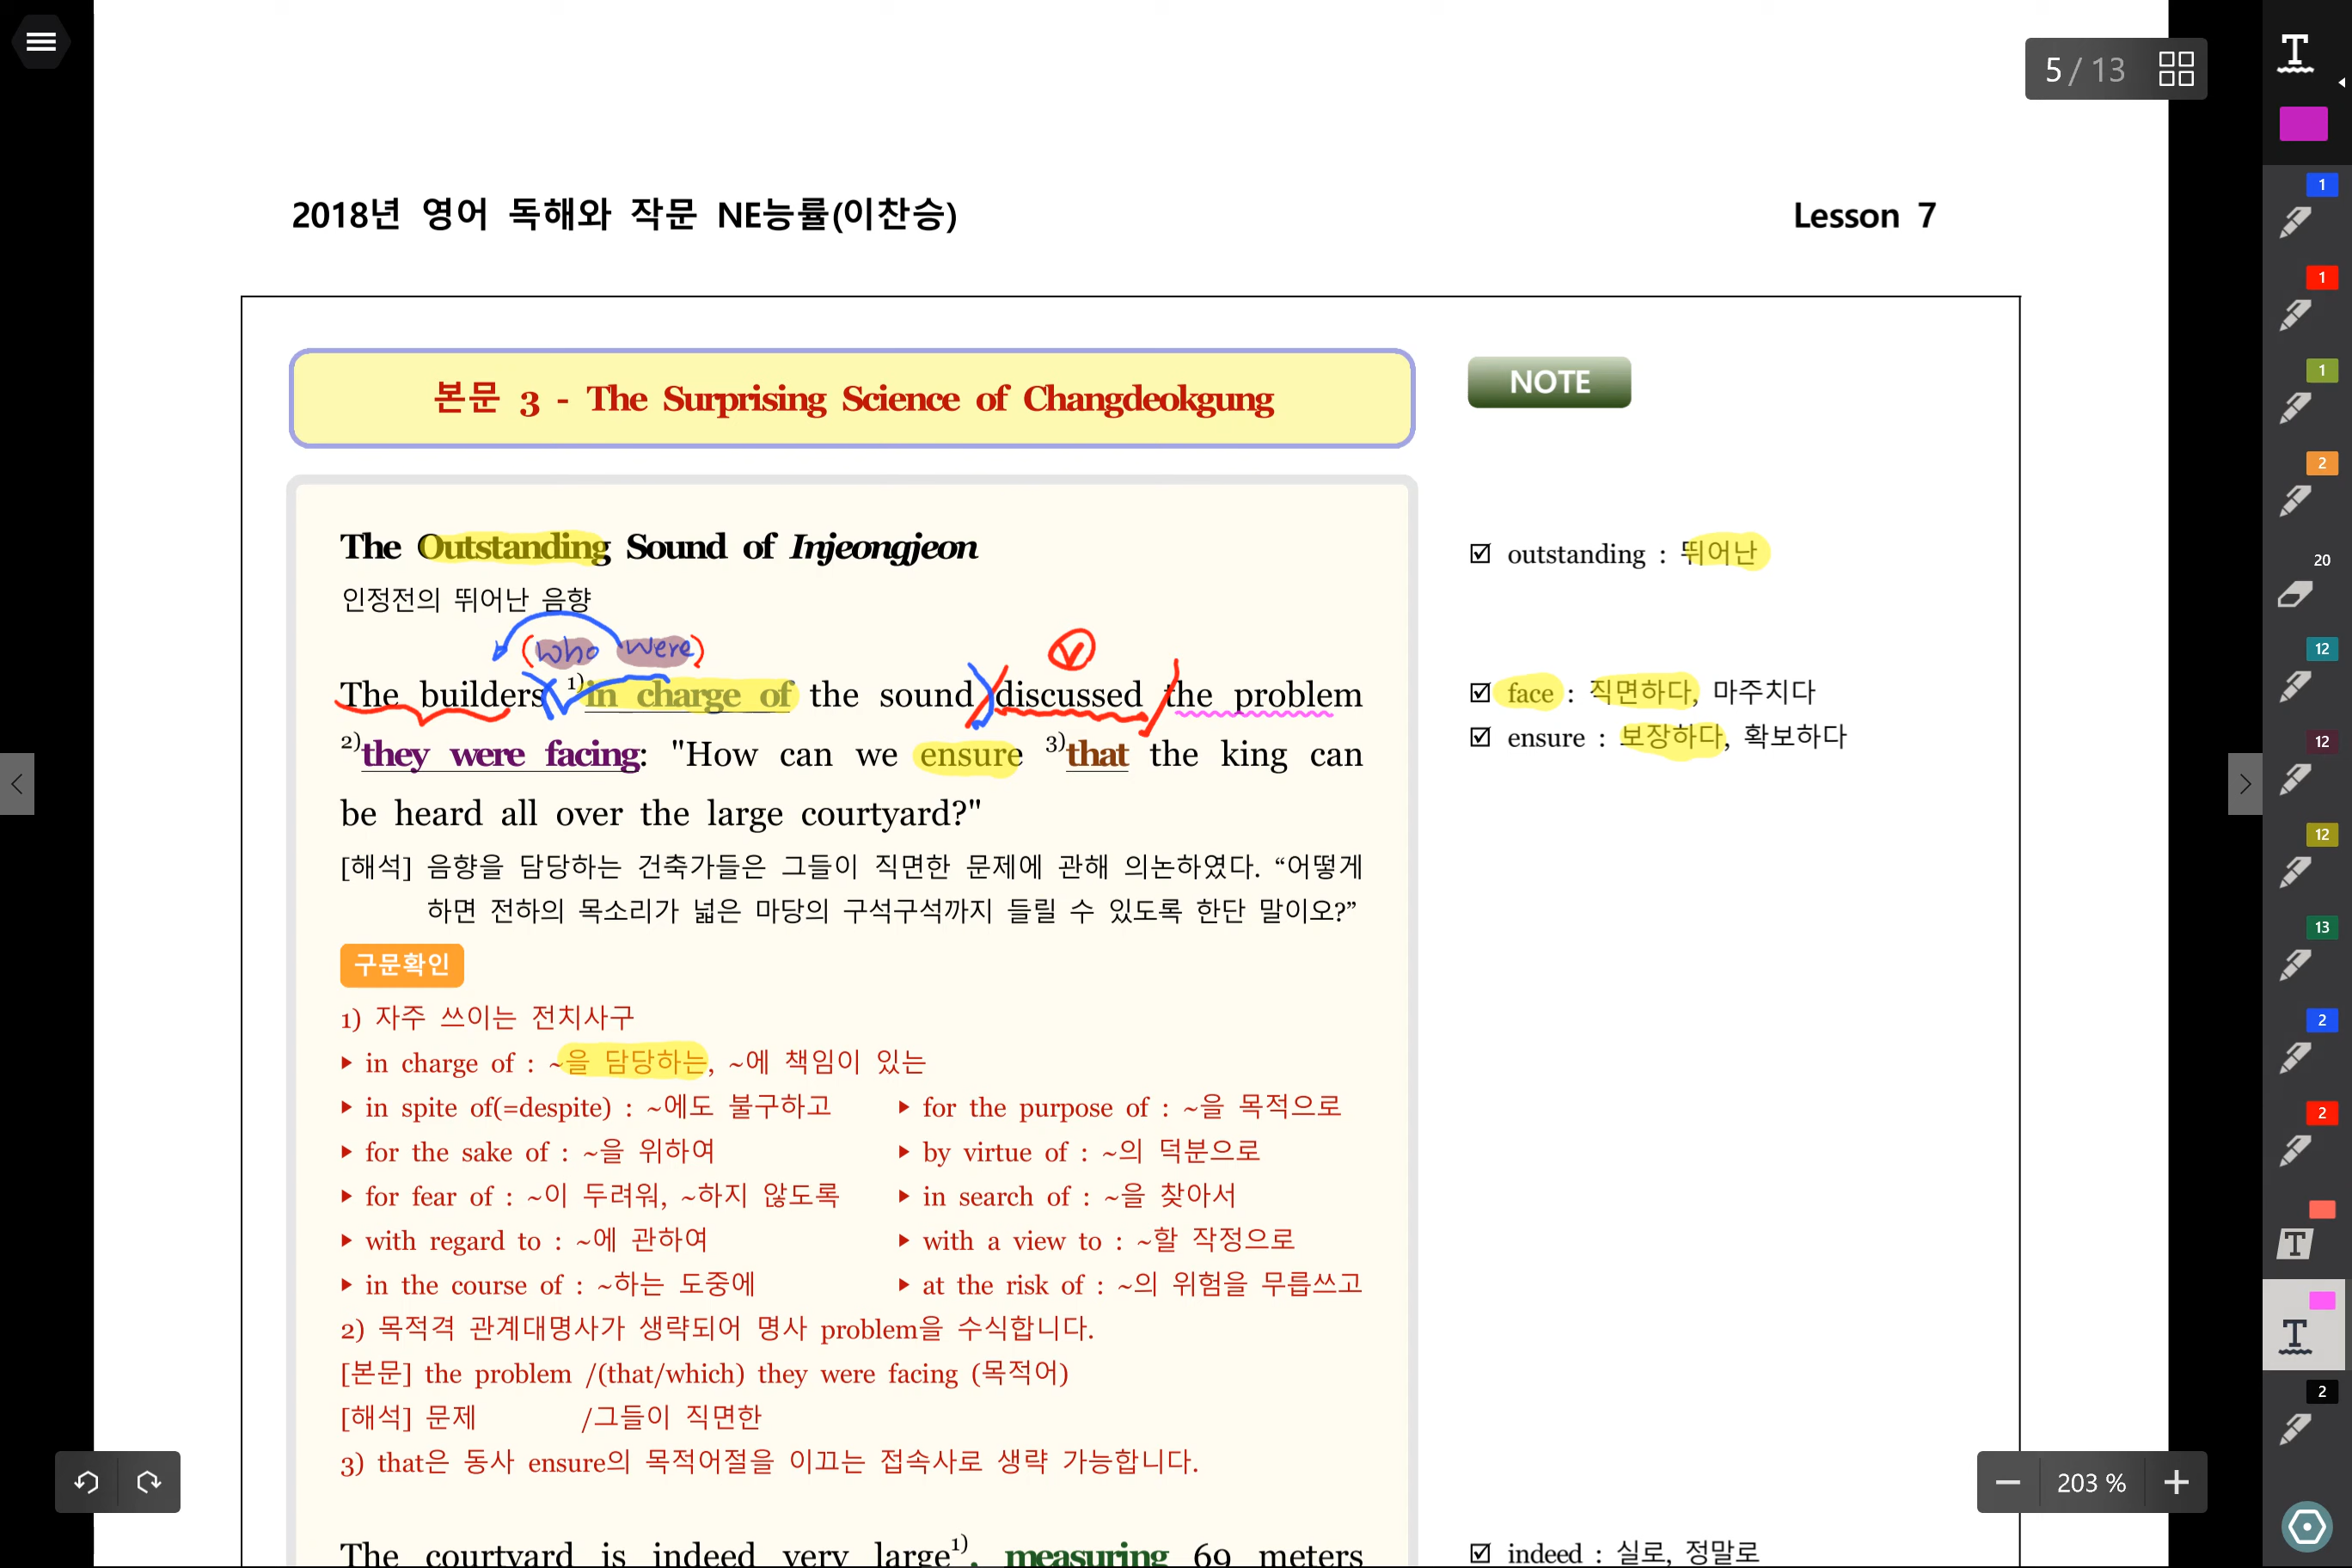 5 / 13
2018년 영어 독해와 작문 NE능률(이찬승)
Lesson 7
본문 3 - The Surprising Science of Changdeokgung
NOTE
The Outstanding Sound of Injeongjeon
인정전의 뛰어난 음향
(who were)
The builders 1)in charge of the sound discussed the problem
2)they were facing: "How can we ensure 3)that the king can
be heard all over the large courtyard?"
[해석] 음향을 담당하는 건축가들은 그들이 직면한 문제에 관해 의논하였다. “어떻게
하면 전하의 목소리가 넓은 마당의 구석구석까지 들릴 수 있도록 한단 말이오?”
구문확인
1) 자주 쓰이는 전치사구
▸ in charge of : ~을 담당하는, ~에 책임이 있는
▸ in spite of(=despite) : ~에도 불구하고 ▸ for the purpose of : ~을 목적으로
▸ for the sake of : ~을 위하여 ▸ by virtue of : ~의 덕분으로
▸ for fear of : ~이 두려워, ~하지 않도록 ▸ in search of : ~을 찾아서
▸ with regard to : ~에 관하여 ▸ with a view to : ~할 작정으로
▸ in the course of : ~하는 도중에 ▸ at the risk of : ~의 위험을 무릅쓰고
2) 목적격 관계대명사가 생략되어 명사 problem을 수식합니다.
[본문] the problem /(that/which) they were facing (목적어)
[해석] 문제 /그들이 직면한
3) that은 동사 ensure의 목적어절을 이끄는 접속사로 생략 가능합니다.
The courtyard is indeed very large1), measuring 69 meters
☑ outstanding : 뛰어난
☑ face : 직면하다, 마주치다
☑ ensure : 보장하다, 확보하다
☑ indeed : 실로, 정말로
203 %
T
1
1
1
2
20
12
12
12
13
2
2
T
T
2